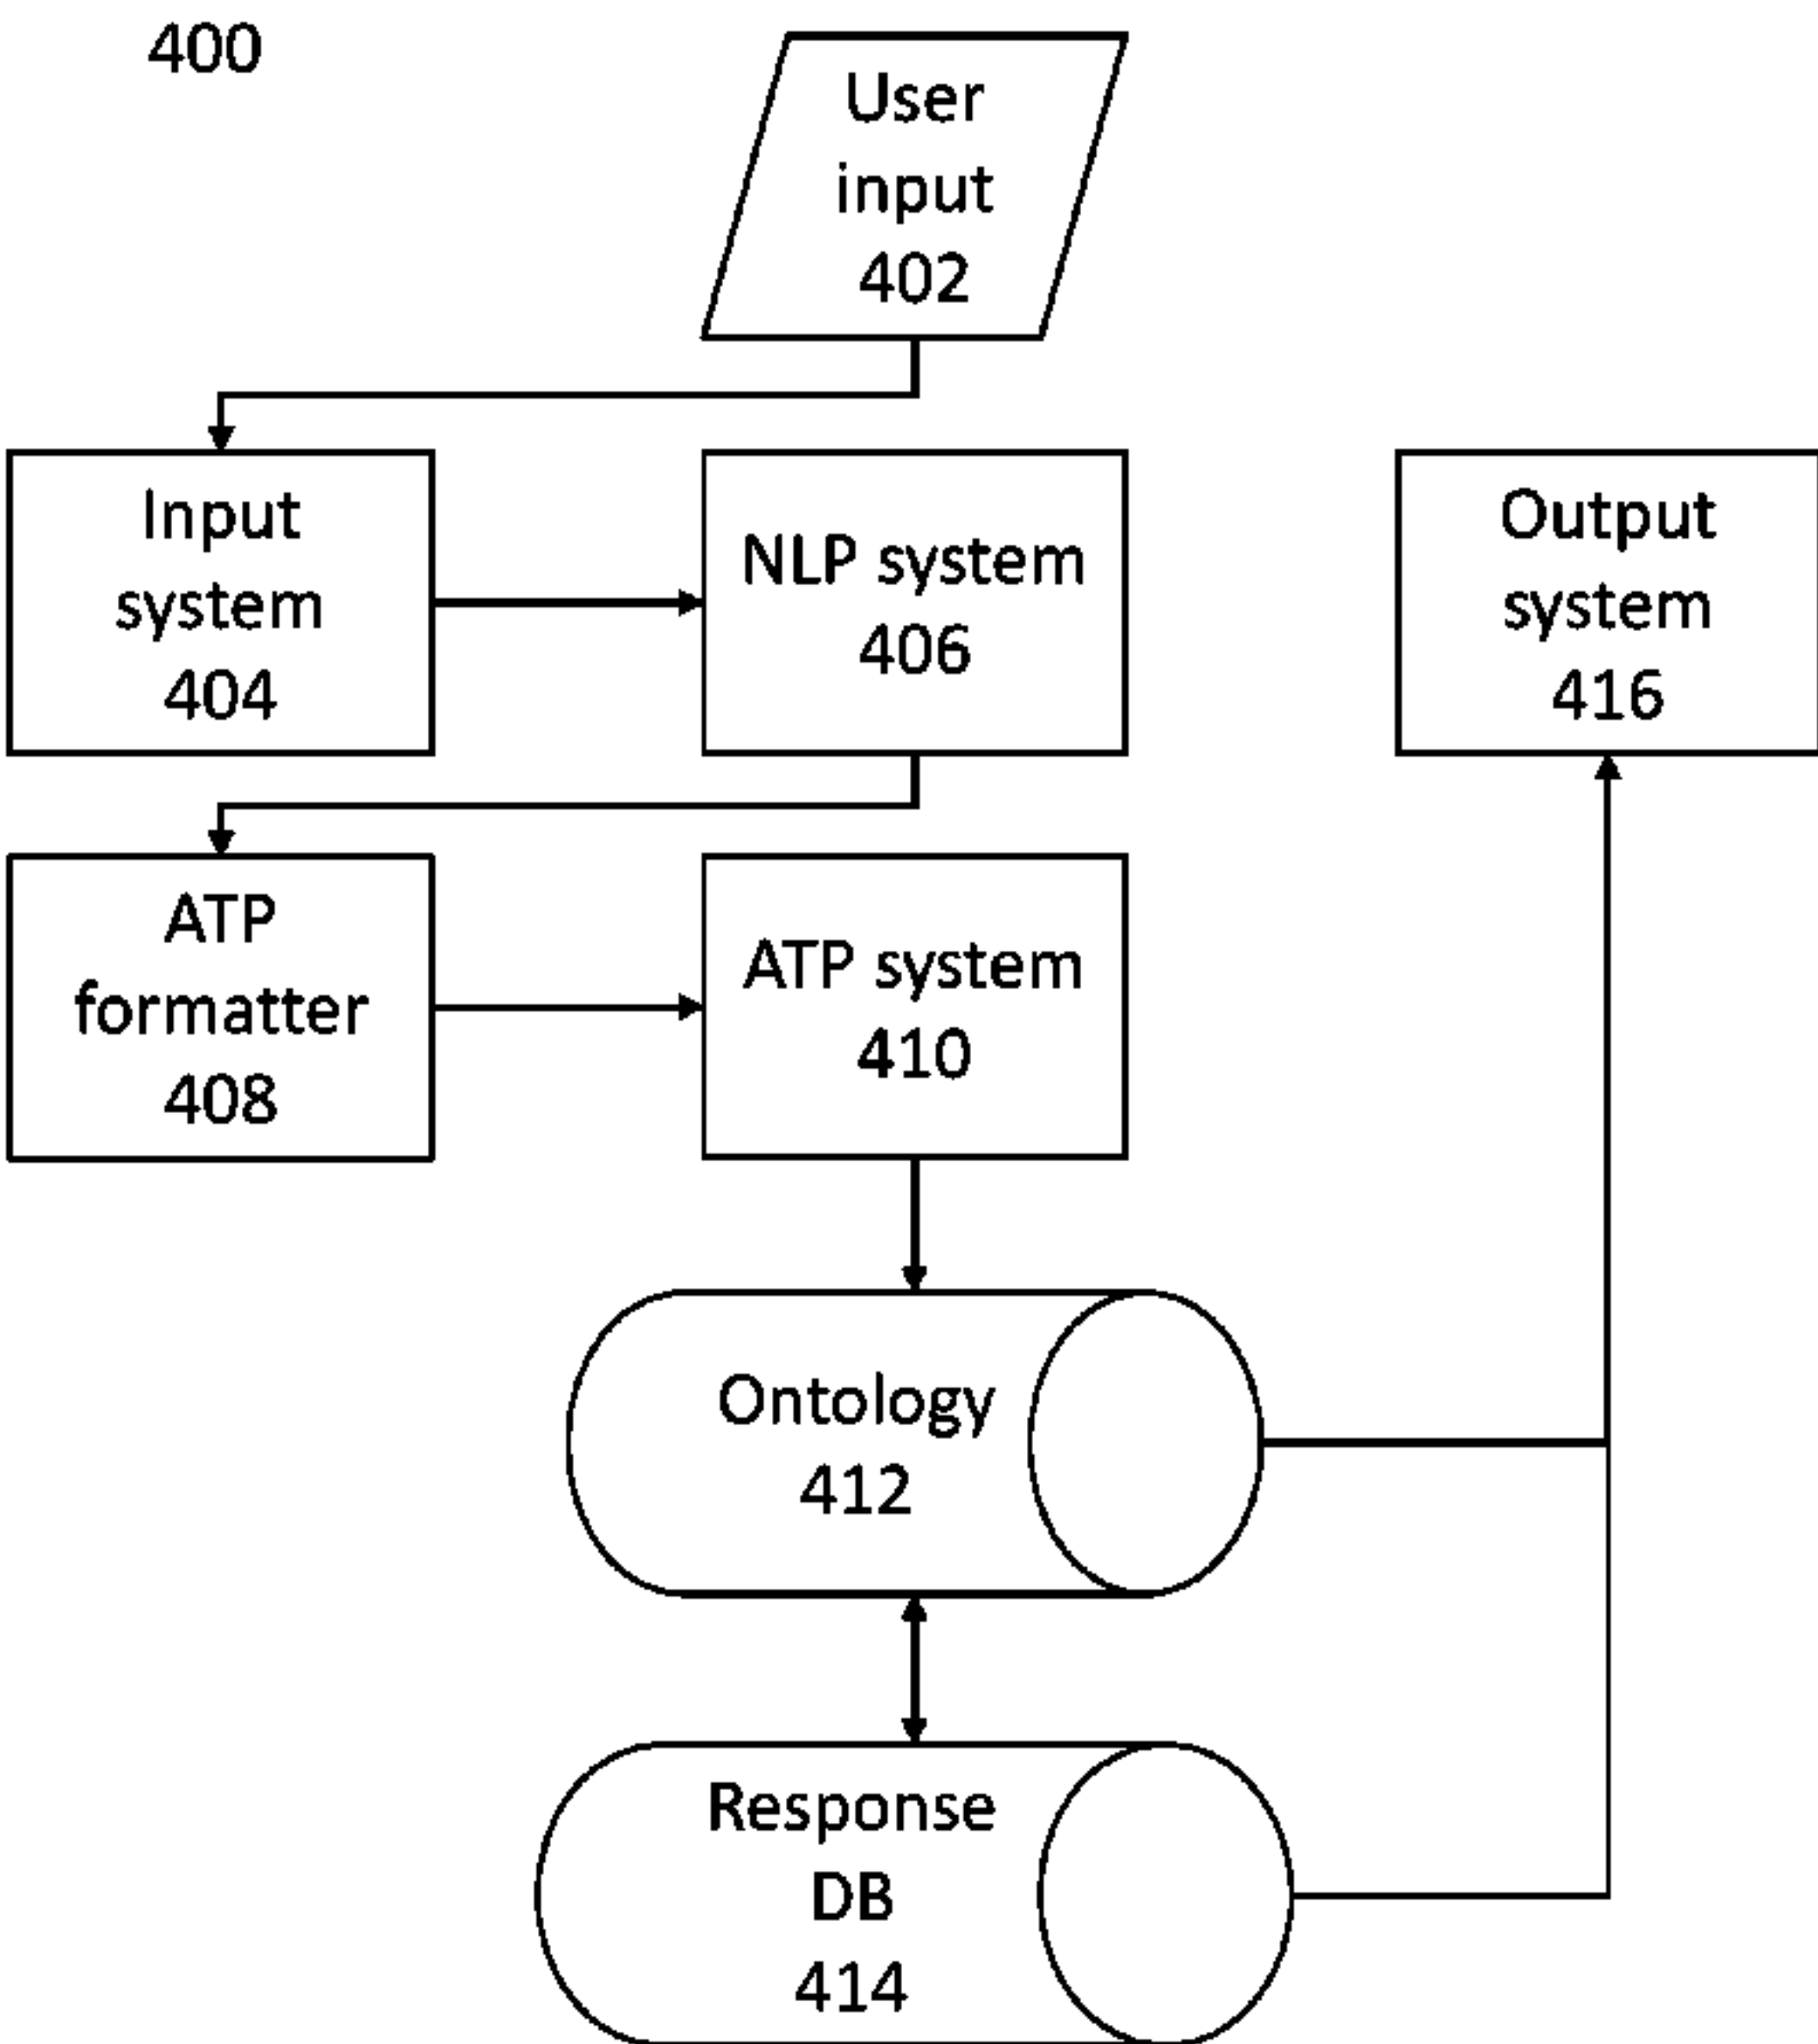 400
User
input
402
Input
system
404
NLP system
406
Output
system
416
ATP
formatter
408
ATP system
410
Ontology
412
Response
DB
414